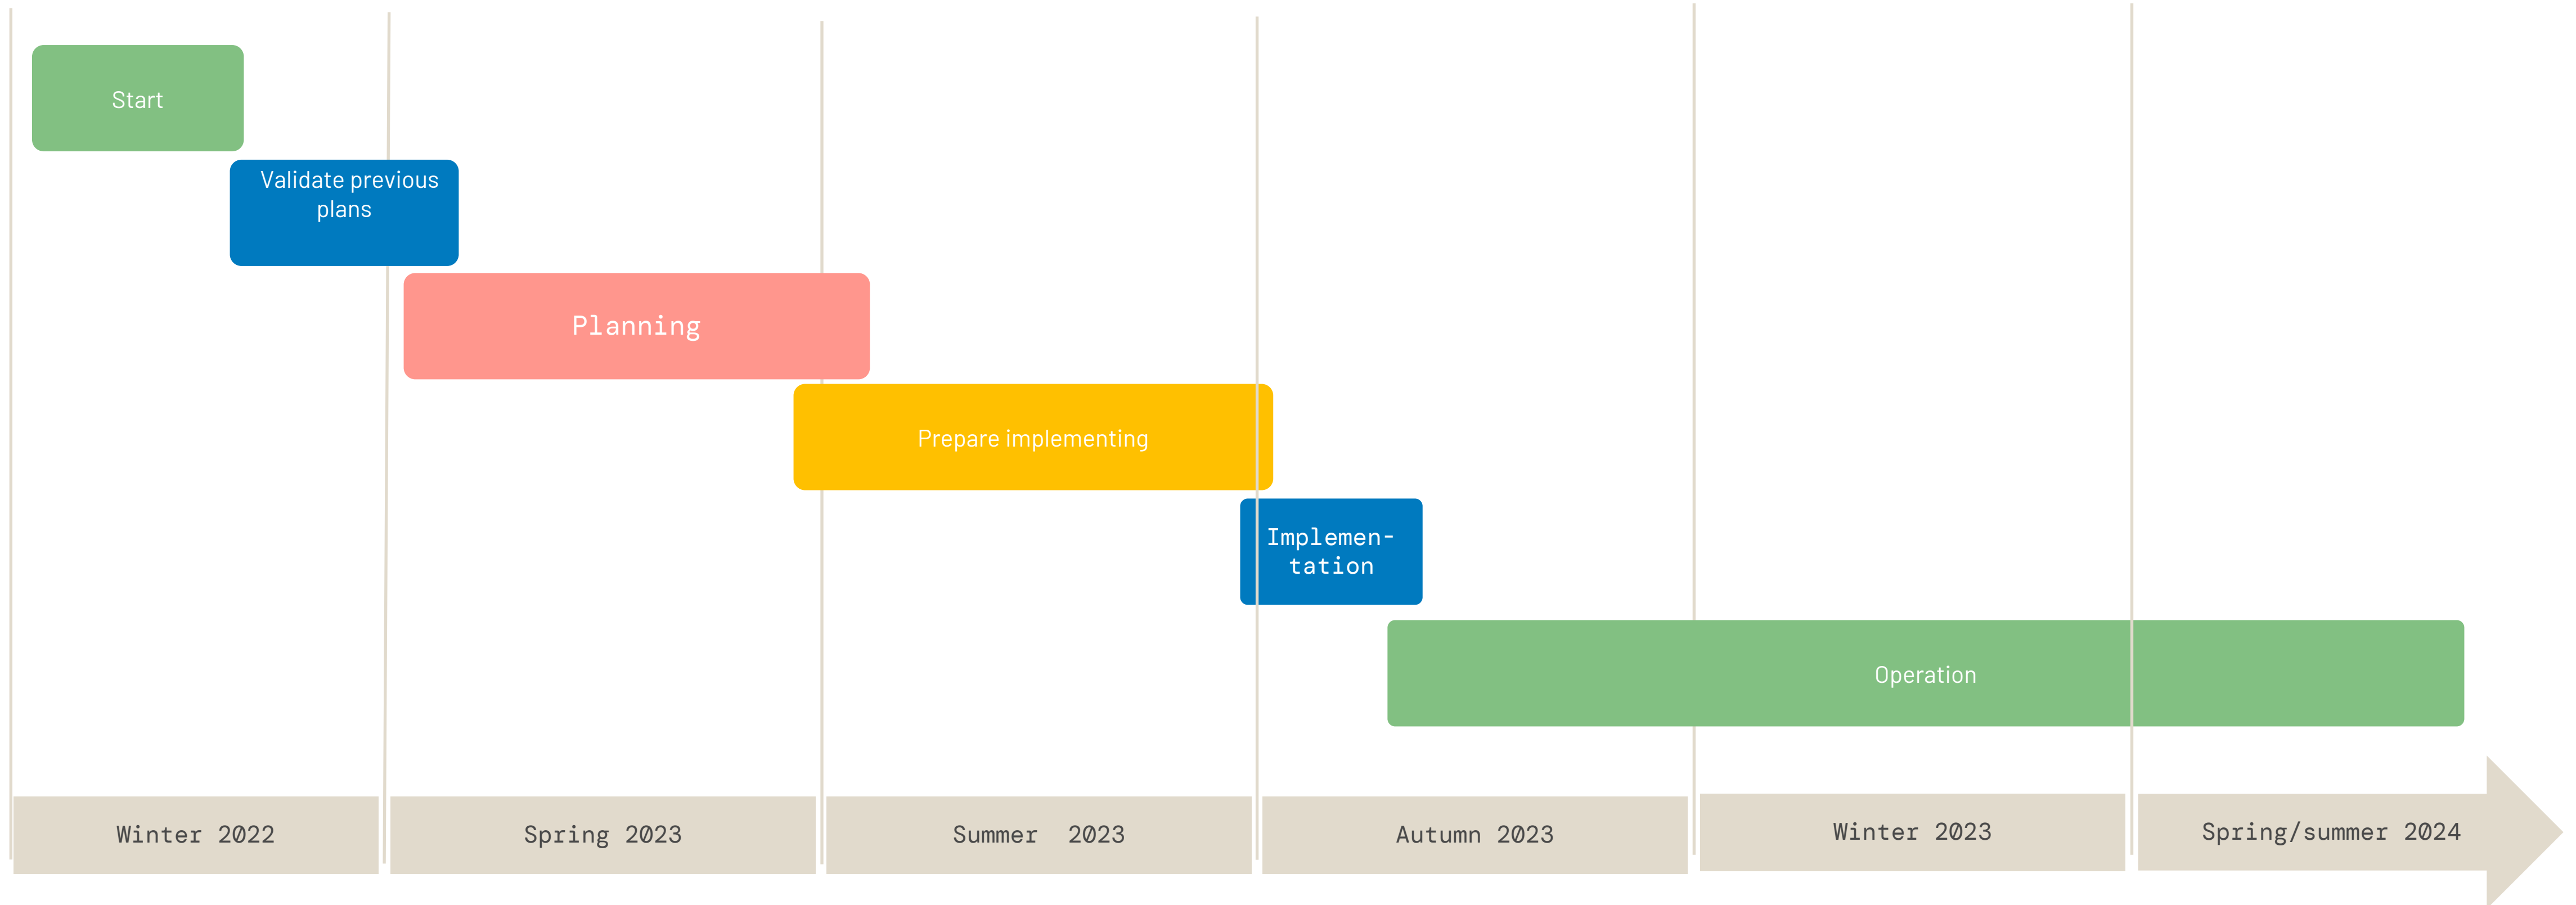 Start
Validate previous
plans
Planning
Prepare implementing
Implemen-
tation
Operation
Winter 2022
Spring 2023
Summer  2023
Autumn 2023
Winter 2023
Spring/summer 2024